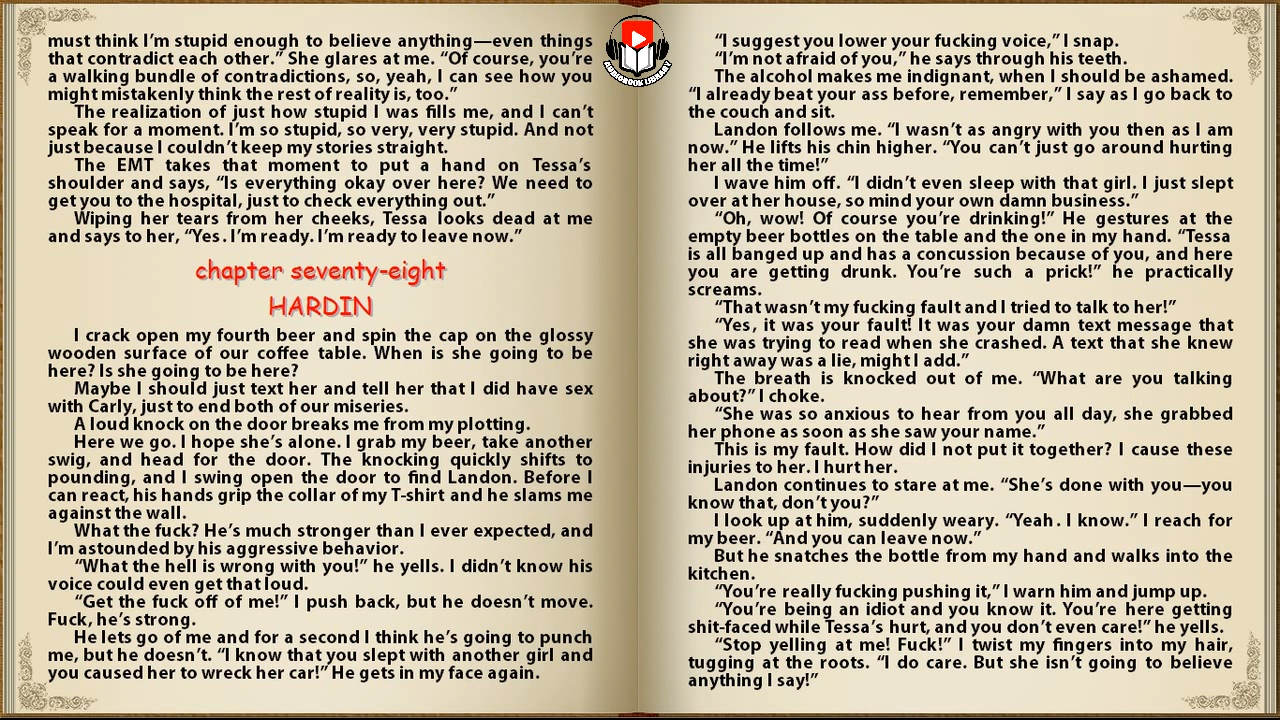 must think I’m stupid enough to believe anything—even things
that contradict each other.” She glares at me. “Of course, you’re
a walking bundle of contradictions, so, yeah, I can see how you
might mistakenly think the rest of reality is, too.”
The realization of just how stupid I was fills me, and I can’t
speak for a moment. I’m so stupid, so very, very stupid. And not
just because I couldn’t keep my stories straight.
The EMT takes that moment to put a hand on Tessa’s
shoulder and says, “Is everything okay over here? We need to
get you to the hospital, just to check everything out.”
Wiping her tears from her cheeks, Tessa looks dead at me
and says to her, “Yes. I’m ready. I’m ready to leave now.”
chapter seventy-eight
HARDIN
I crack open my fourth beer and spin the cap on the glossy
wooden surface of our coffee table. When is she going to be
here? Is she going to be here?
Maybe I should just text her and tell her that I did have sex
with Carly, just to end both of our miseries.
A loud knock on the door breaks me from my plotting.
Here we go. I hope she’s alone. I grab my beer, take another
swig, and head for the door. The knocking quickly shifts to
pounding, and I swing open the door to find Landon. Before I
can react, his hands grip the collar of my T-shirt and he slams me
against the wall.
What the fuck? He’s much stronger than I ever expected, and
I’m astounded by his aggressive behavior.
“What the hell is wrong with you!” he yells. I didn’t know his
voice could even get that loud.
“Get the fuck off of me!” I push back, but he doesn’t move.
Fuck, he’s strong.
He lets go of me and for a second I think he’s going to punch
me, but he doesn’t. “I know that you slept with another girl and
you caused her to wreck her car!” He gets in my face again.
AUDIOBOOK LIBRARY
“I suggest you lower your fucking voice,” I snap.
“I’m not afraid of you,” he says through his teeth.
The alcohol makes me indignant, when I should be ashamed.
“I already beat your ass before, remember,” I say as I go back to
the couch and sit.
Landon follows me. “I wasn’t as angry with you then as I am
now.” He lifts his chin higher. “You can’t just go around hurting
her all the time!”
I wave him off. “I didn’t even sleep with that girl. I just slept
over at her house, so mind your own damn business.”
“Oh, wow! Of course you’re drinking!” He gestures at the
empty beer bottles on the table and the one in my hand. “Tessa
is all banged up and has a concussion because of you, and here
you are getting drunk. You’re such a prick!” he practically
screams.
“That wasn’t my fucking fault and I tried to talk to her!”
“Yes, it was your fault! It was your damn text message that
she was trying to read when she crashed. A text that she knew
right away was a lie, might I add.”
The breath is knocked out of me. “What are you talking
about?” I choke.
“She was so anxious to hear from you all day, she grabbed
her phone as soon as she saw your name.”
This is my fault. How did I not put it together? I cause these
injuries to her. I hurt her.
Landon continues to stare at me. “She’s done with you—you
know that, don’t you?”
I look up at him, suddenly weary. “Yeah. I know.” I reach for
my beer. “And you can leave now.”
But he snatches the bottle from my hand and walks into the
kitchen.
“You’re really fucking pushing it,” I warn him and jump up.
“You’re being an idiot and you know it. You’re here getting
shit-faced while Tessa’s hurt, and you don’t even care!” he yells.
“Stop yelling at me! Fuck!” I twist my fingers into my hair,
tugging at the roots. “I do care. But she isn’t going to believe
anything I say!”